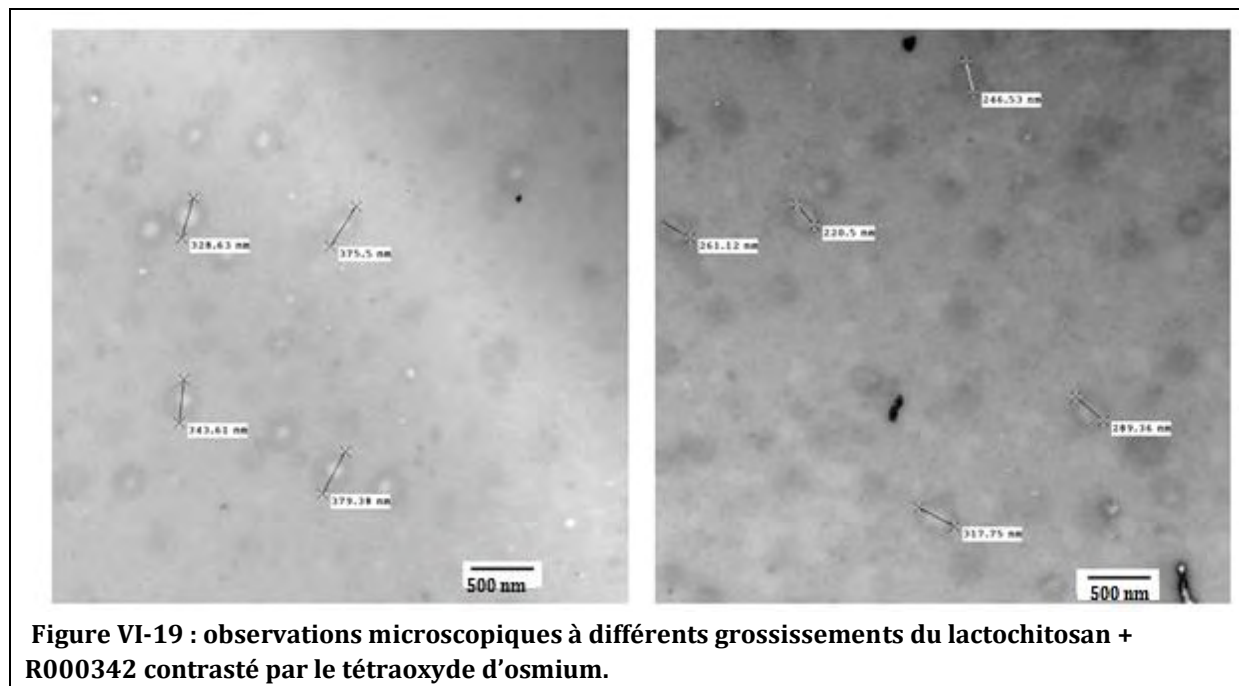 328.63 nm
375.5 nm
343.61 nm
379.38 nm
500 nm
246.53 nm
261.12 nm
220.5 nm
289.36 nm
317.75 nm
500 nm
Figure VI-19 : observations microscopiques à différents grossissements du lactochitosan +
R000342 contrasté par le tétraoxyde d’osmium.